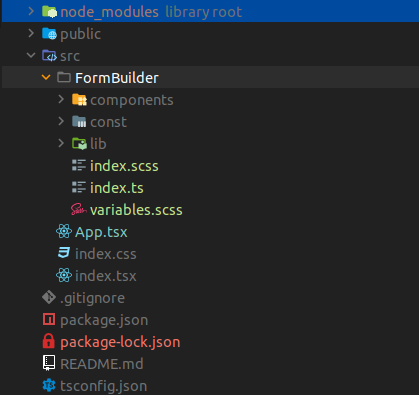 node_modules library root
public
src
FormBuilder
components
const
lib
index.scss
index.ts
variables.scss
App.tsx
index.css
index.tsx
.gitignore
package.json
package-lock.json
README.md
tsconfig.json